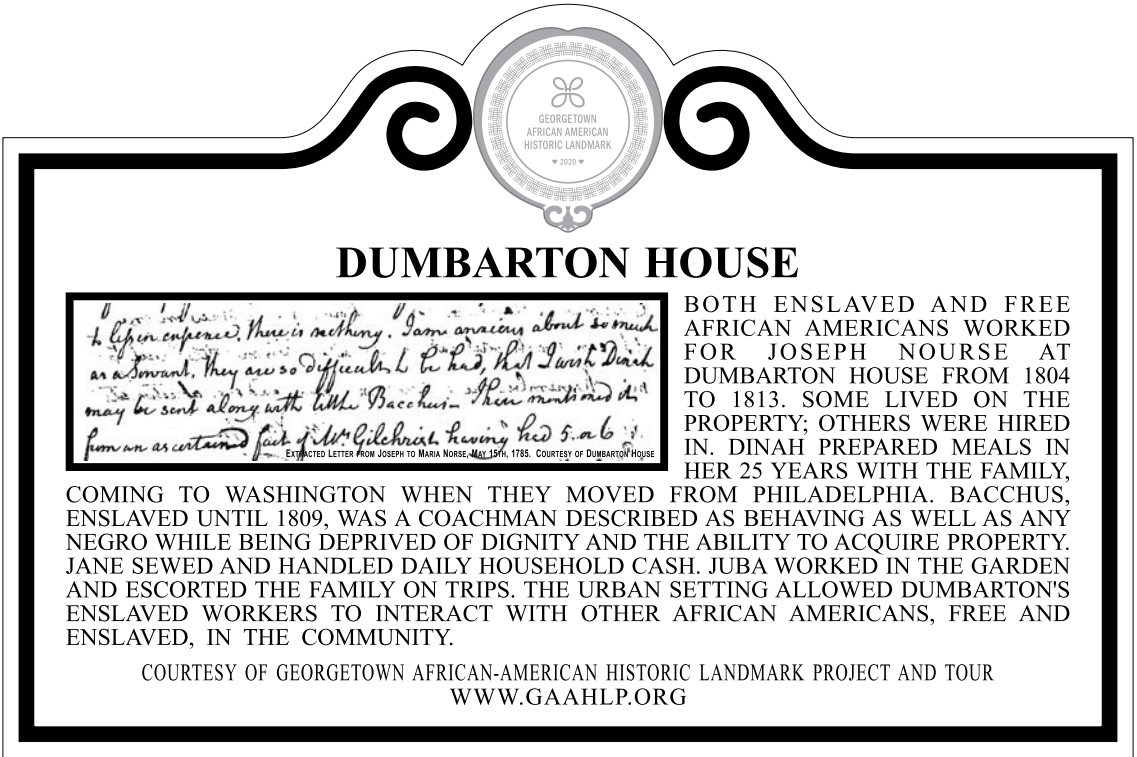 GEORGETOWN
AFRICAN AMERICAN
HISTORIC LANDMARK
♥ 2020 ♥
DUMBARTON HOUSE
to lips in expence, there is nothing. I am anxious about so much
as a Servant, they are so difficult to be had, that I wish Dinah
may be sent along with little Bacchus I have mentioned it
from an ascertained fact of Mrs Gilchrist having hed 5 or 6
EXTRACTED LETTER FROM JOSEPH TO MARIA NORSE, MAY 15TH, 1785. COURTESY OF DUMBARTON HOUSE
BOTH ENSLAVED AND FREE
AFRICAN AMERICANS WORKED
FOR JOSEPH NOURSE AT
DUMBARTON HOUSE FROM 1804
TO 1813. SOME LIVED ON THE
PROPERTY; OTHERS WERE HIRED
IN. DINAH PREPARED MEALS IN
HER 25 YEARS WITH THE FAMILY,
COMING TO WASHINGTON WHEN THEY MOVED FROM PHILADELPHIA. BACCHUS,
ENSLAVED UNTIL 1809, WAS A COACHMAN DESCRIBED AS BEHAVING AS WELL AS ANY
NEGRO WHILE BEING DEPRIVED OF DIGNITY AND THE ABILITY TO ACQUIRE PROPERTY.
JANE SEWED AND HANDLED DAILY HOUSEHOLD CASH. JUBA WORKED IN THE GARDEN
AND ESCORTED THE FAMILY ON TRIPS. THE URBAN SETTING ALLOWED DUMBARTON'S
ENSLAVED WORKERS TO INTERACT WITH OTHER AFRICAN AMERICANS, FREE AND
ENSLAVED, IN THE COMMUNITY.
COURTESY OF GEORGETOWN AFRICAN-AMERICAN HISTORIC LANDMARK PROJECT AND TOUR
WWW.GAAHLP.ORG